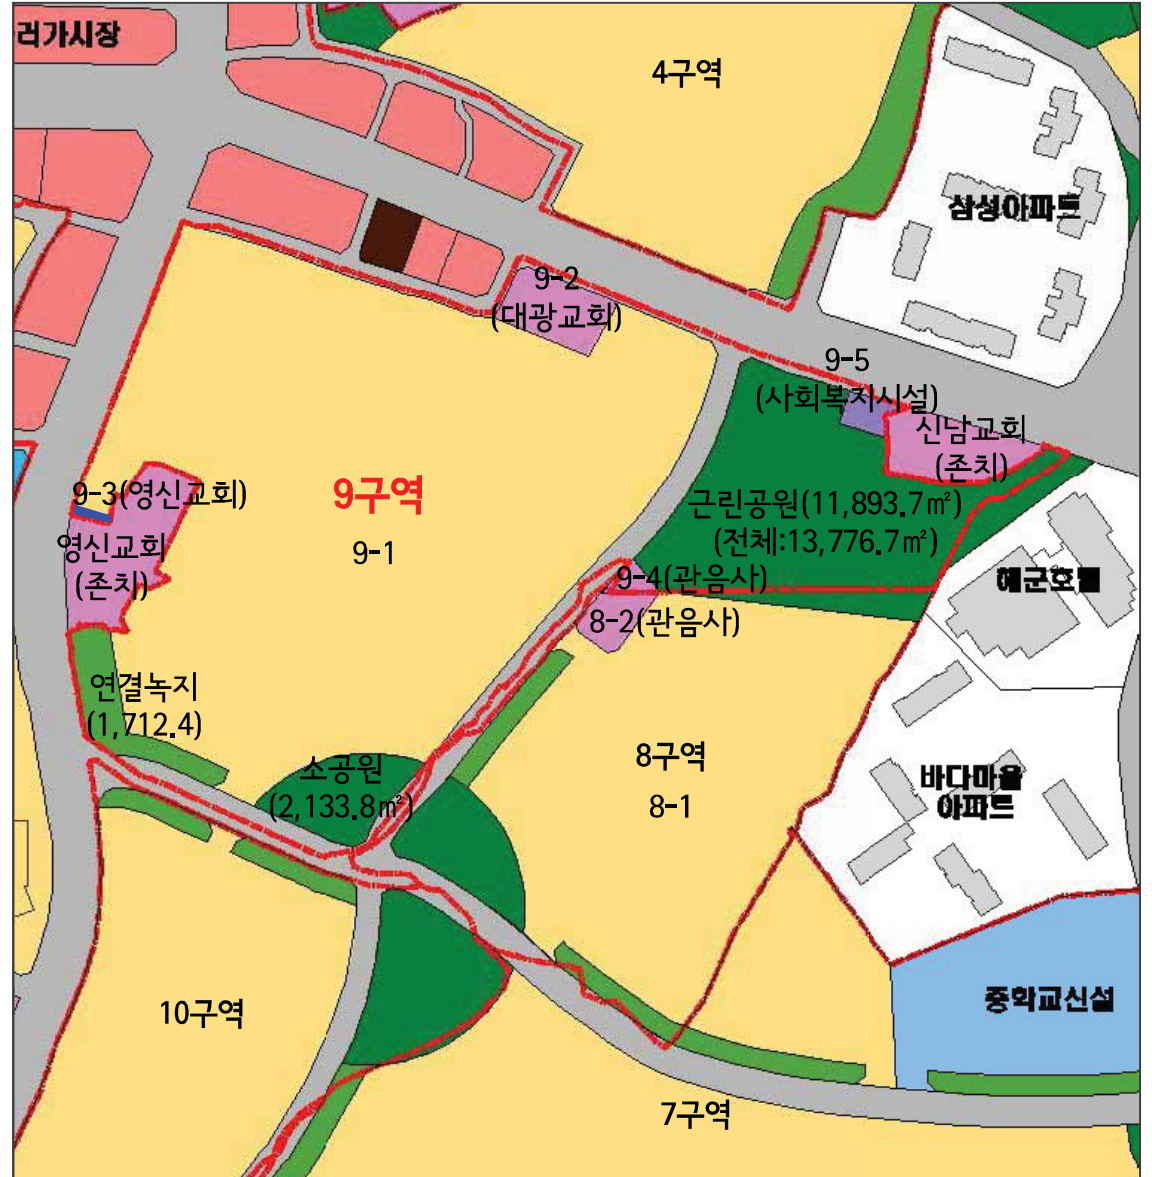 러가시장
4구역
삼성아파트
9-2
(대광교회)
9-5
(사회복지시설)
신남교회
(존치)
9-3(영신교회)
영신교회
(존치)
9구역
9-1
근린공원(11,893.7㎡)
(전체:13,776.7㎡)
9-4(관음사)
8-2(관음사)
해군호텔
연결녹지
(1,712.4)
소공원
(2,133.8㎡)
8구역
8-1
바다마을
아파트
10구역
중학교신설
7구역